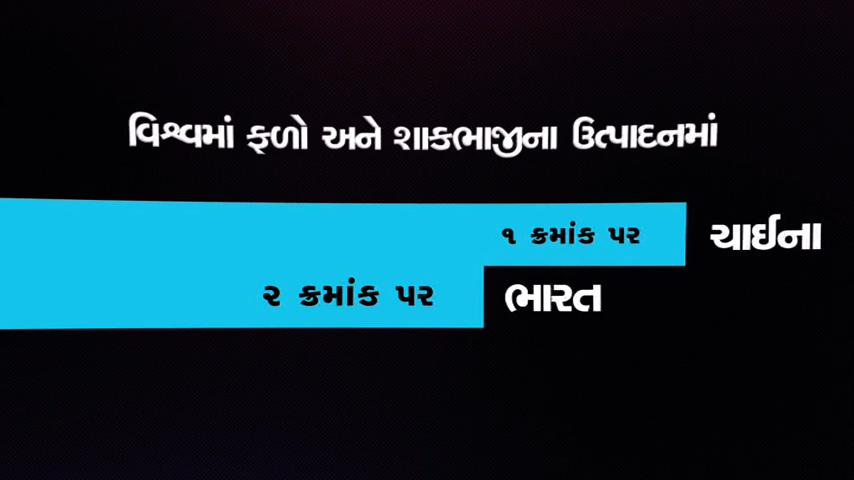 વિશ્વમાં ફળો અને શાકભાજીના ઉત્પાદનમાં
૧ ક્રમાંક પર ચાઈના
૨ ક્રમાંક પર ભારત